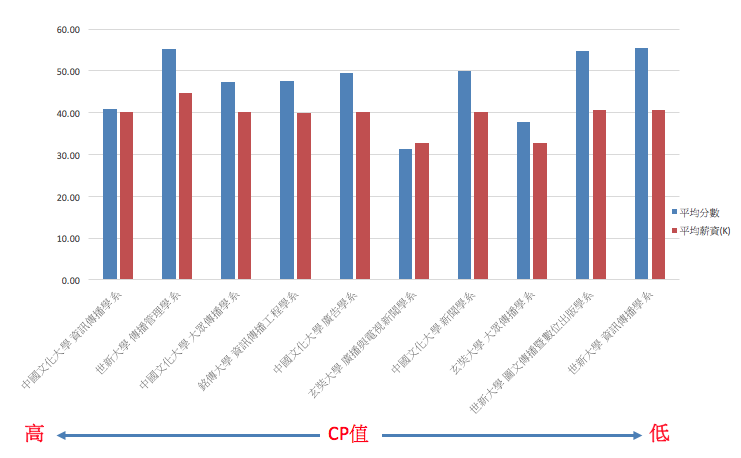 60.00
50.00
40.00
30.00
20.00
10.00
0.00
平均分數
平均薪資(K)
中國文化大學 資訊傳播學系
世新大學 傳播管理學系
中國文化大學 大眾傳播學系
銘傳大學 資訊傳播工程學系
中國文化大學 廣告學系
玄奘大學 廣播與電視新聞學系
中國文化大學 新聞學系
玄奘大學 大眾傳播學系
世新大學 圖文傳播暨數位出版學系
世新大學 資訊傳播學系
高 CP值 低